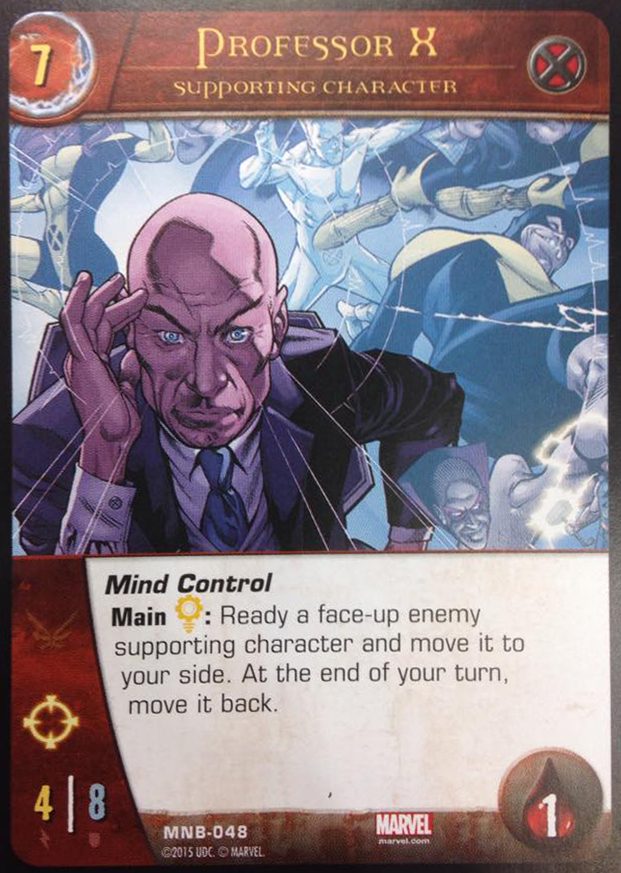 7
Professor X
Supporting Character
Mind Control
Main : Ready a face-up enemy
supporting character and move it to
your side. At the end of your turn,
move it back.
4 | 8
1
MNB-048
©2015 UDC. © MARVEL.
MARVEL
marvel.com